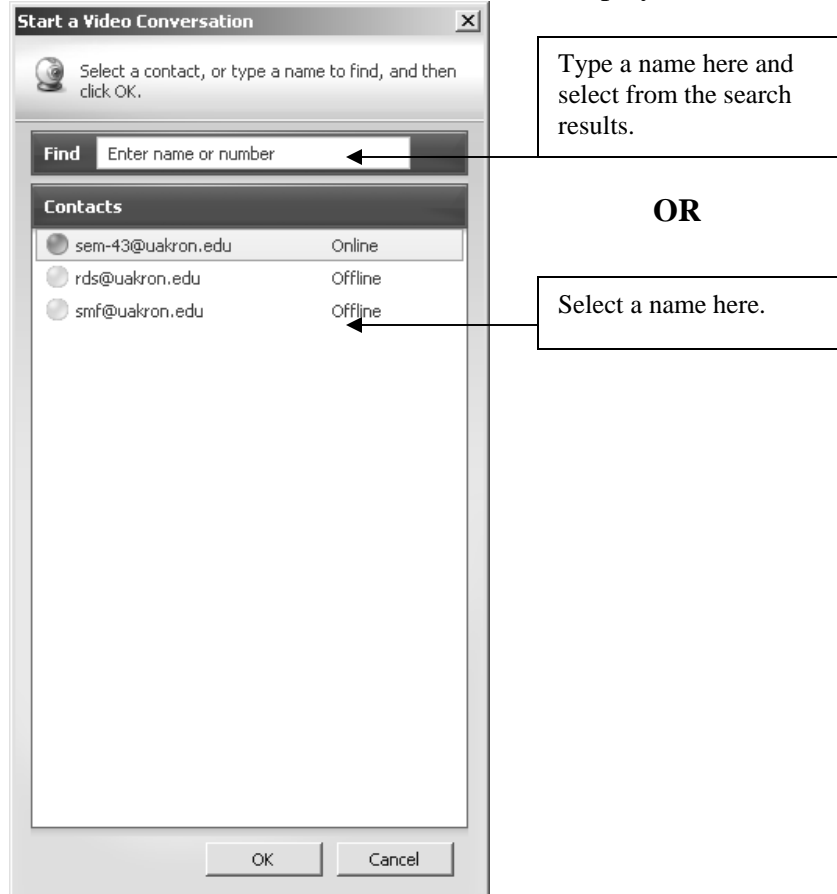 Start a Video Conversation
Select a contact, or type a name to find, and then
click OK.
Find Enter name or number
Contacts
sem-43@uakron.edu Online
rds@uakron.edu Offline
smf@uakron.edu Offline
OK Cancel
Type a name here and
select from the search
results.
OR
Select a name here.